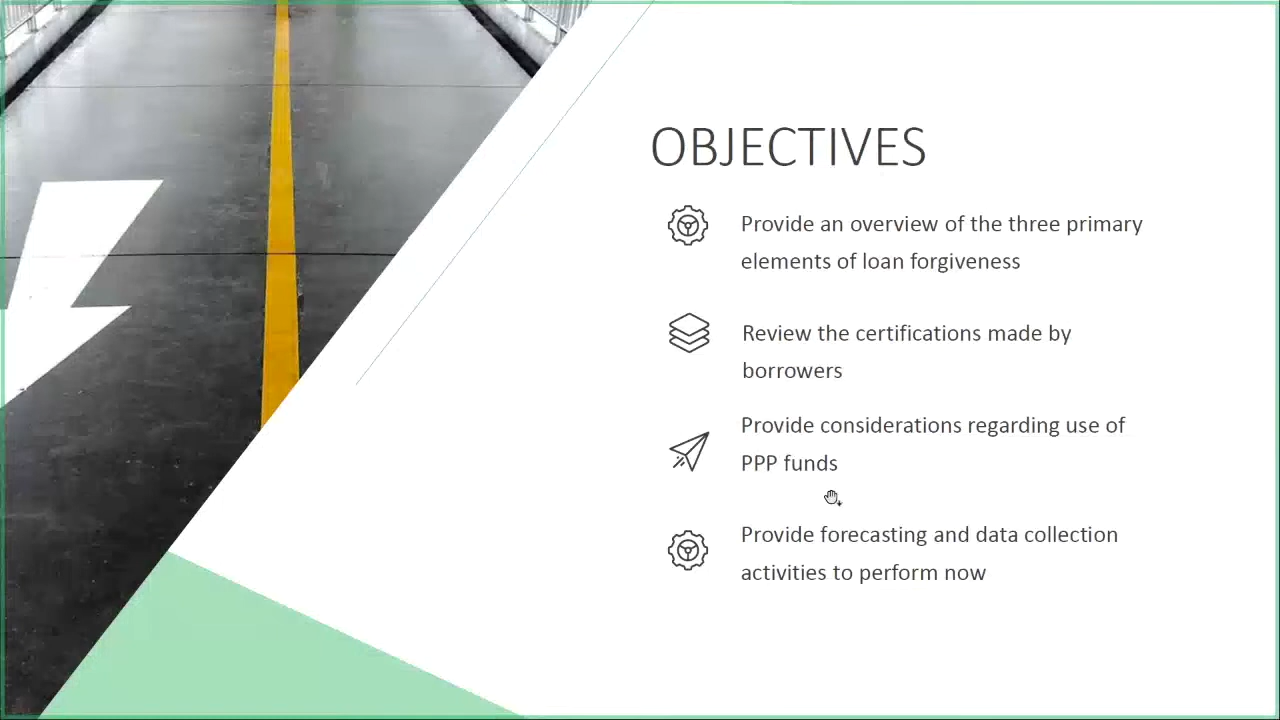 OBJECTIVES
Provide an overview of the three primary
elements of loan forgiveness
Review the certifications made by
borrowers
Provide considerations regarding use of
PPP funds
Provide forecasting and data collection
activities to perform now